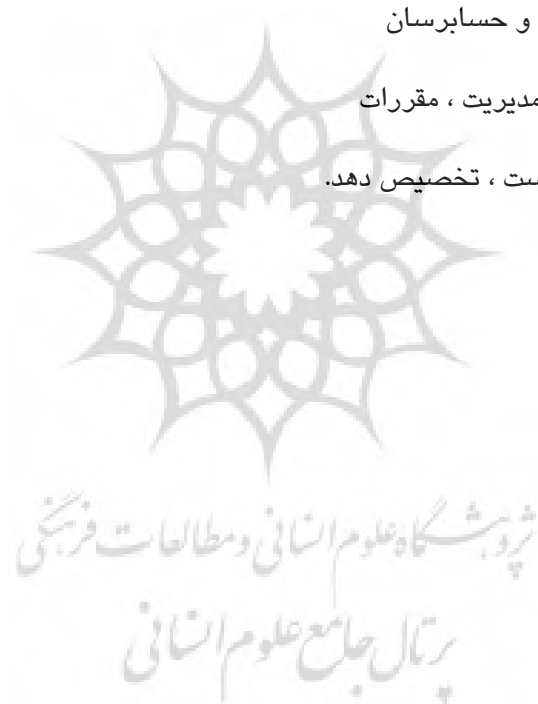 و حسابرسان
مدیریت ، مقررات
ست ، تخصیص دهد.
پژوهشگاه علوم انسانی و مطالعات فرهنگی
پرتال جامع علوم انسانی